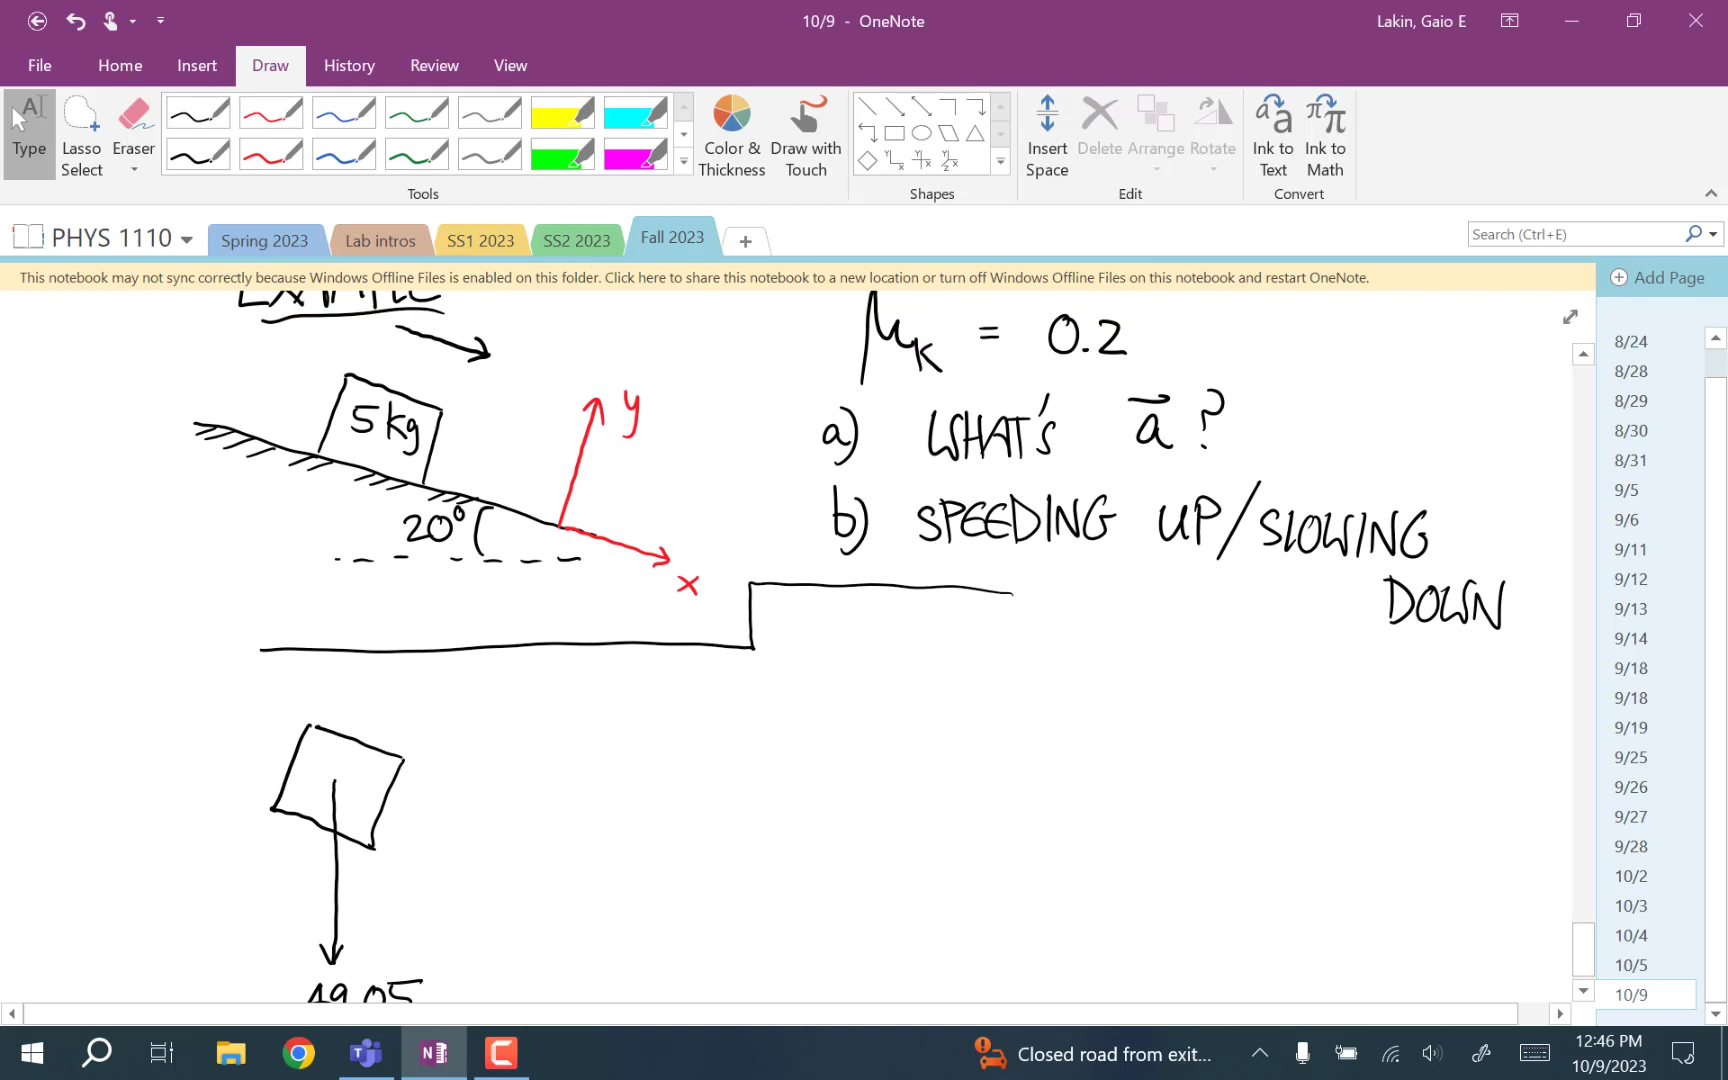 10/9 - OneNote
Lakin, Gaio E
File Home Insert Draw History Review View
Type
Lasso Select
Eraser
Color & Thickness
Draw with Touch
Insert Space
Delete
Arrange
Rotate
Ink to Text
Ink to Math
Tools
Shapes
Edit
Convert
PHYS 1110
Spring 2023
Lab intros
SS1 2023
SS2 2023
Fall 2023
Search (Ctrl+E)
This notebook may not sync correctly because Windows Offline Files is enabled on this folder. Click here to share this notebook to a new location or turn off Windows Offline Files on this notebook and restart OneNote.
Add Page
EXAMPLE
5 kg
20°
y
x
μK = 0.2
a) WHAT'S a⃗ ?
b) SPEEDING UP/SLOWING
DOWN
49.05
8/24
8/28
8/29
8/30
8/31
9/5
9/6
9/11
9/12
9/13
9/14
9/18
9/18
9/19
9/25
9/26
9/27
9/28
10/2
10/3
10/4
10/5
10/9
Closed road from exit...
12:46 PM
10/9/2023